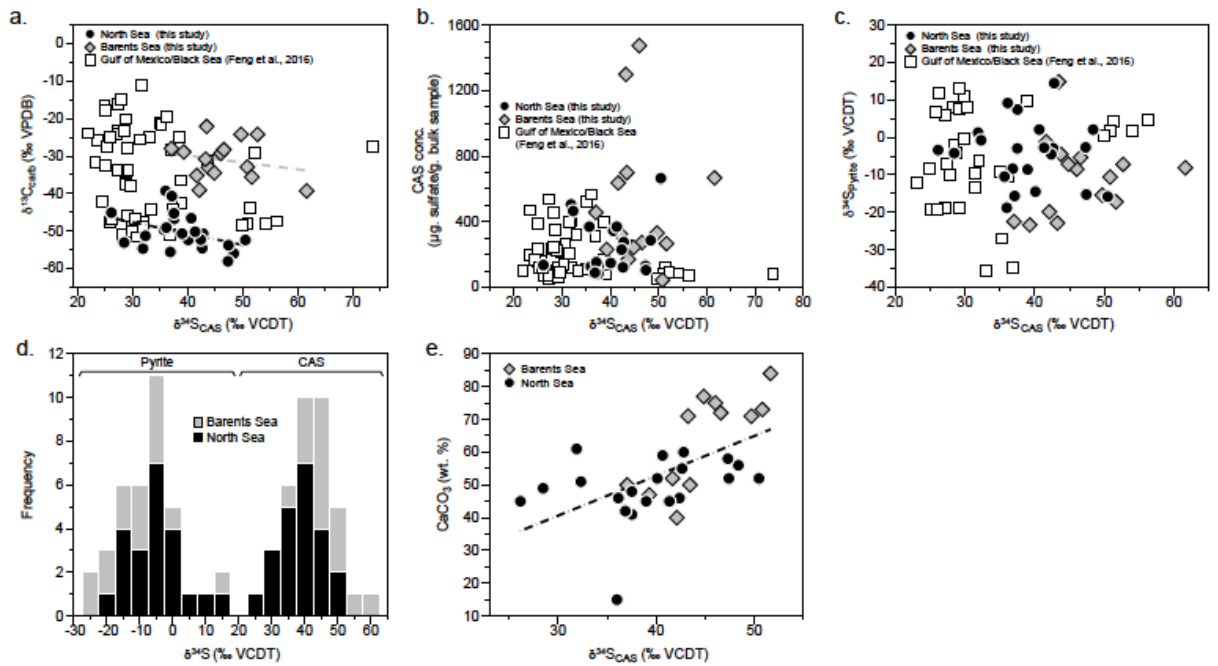 a.
North Sea (this study)
Barents Sea (this study)
Gulf of Mexico/Black Sea (Feng et al., 2016)
0
-10
-20
-30
-40
-50
-60
δ¹³Ccarb (‰ VPDB)
20 30 40 50 60 70
δ³⁴SCAS (‰ VCDT)
b.
1600
1200
800
400
0
CAS conc.
(µg. sulfate/g. bulk sample)
North Sea (this study)
Barents Sea (this study)
Gulf of Mexico/Black Sea
(Feng et al., 2016)
20 30 40 50 60 70 80
δ³⁴SCAS (‰ VCDT)
c.
North Sea (this study)
Barents Sea (this study)
Gulf of Mexico/Black Sea (Feng et al., 2016)
30
20
10
0
-10
-20
-30
-40
δ³⁴SPyrite (‰ VCDT)
20 30 40 50 60
δ³⁴SCAS (‰ VCDT)
d.
Pyrite CAS
12
10
8
6
4
2
0
Frequency
Barents Sea
North Sea
-30 -20 -10 0 10 20 30 40 50 60
δ³⁴S (‰ VCDT)
e.
Barents Sea
North Sea
90
80
70
60
50
40
30
20
10
CaCO₃ (wt. %)
30 40 50
δ³⁴SCAS (‰ VCDT)